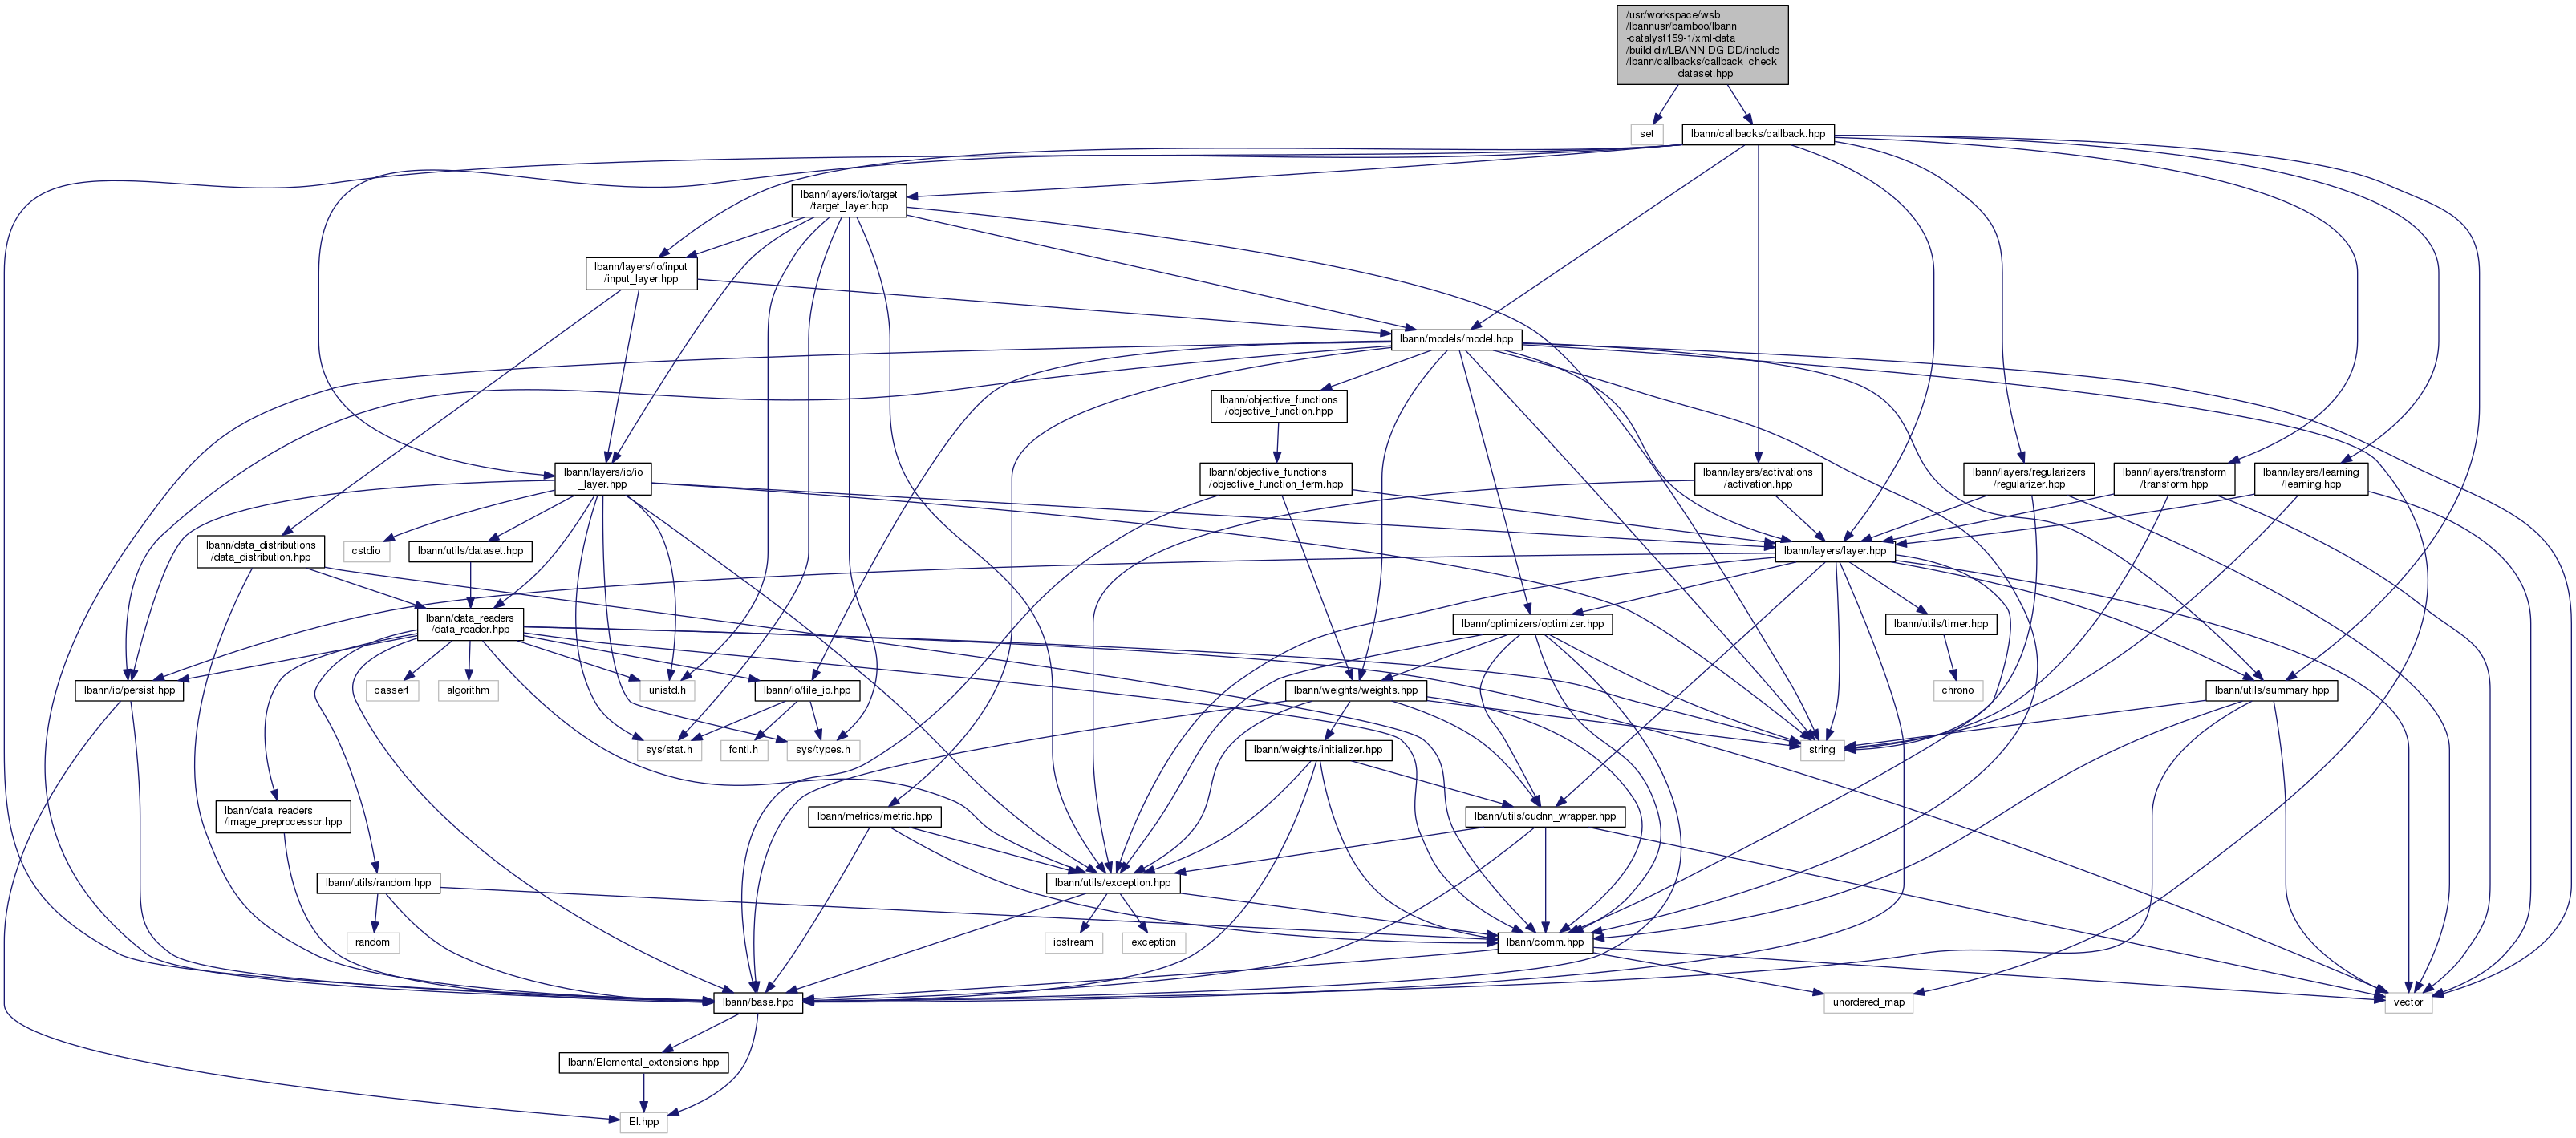 /usr/workspace/wsb
/lbannusr/bamboo/lbann
-catalyst159-1/xml-data
/build-dir/LBANN-DG-DD/include
/lbann/callbacks/callback_check
_dataset.hpp
set
lbann/callbacks/callback.hpp
lbann/layers/io/target
/target_layer.hpp
lbann/layers/io/input
/input_layer.hpp
lbann/models/model.hpp
lbann/objective_functions
/objective_function.hpp
lbann/layers/io/io
_layer.hpp
lbann/objective_functions
/objective_function_term.hpp
lbann/layers/activations
/activation.hpp
lbann/layers/regularizers
/regularizer.hpp
lbann/layers/transform
/transform.hpp
lbann/layers/learning
/learning.hpp
lbann/data_distributions
/data_distribution.hpp
cstdio
lbann/utils/dataset.hpp
lbann/layers/layer.hpp
lbann/data_readers
/data_reader.hpp
lbann/optimizers/optimizer.hpp
lbann/utils/timer.hpp
lbann/io/persist.hpp
cassert
algorithm
unistd.h
lbann/io/file_io.hpp
lbann/weights/weights.hpp
chrono
lbann/utils/summary.hpp
sys/stat.h
fcntl.h
sys/types.h
lbann/weights/initializer.hpp
string
lbann/data_readers
/image_preprocessor.hpp
lbann/metrics/metric.hpp
lbann/utils/cudnn_wrapper.hpp
lbann/utils/random.hpp
lbann/utils/exception.hpp
random
iostream
exception
lbann/comm.hpp
lbann/base.hpp
unordered_map
vector
lbann/Elemental_extensions.hpp
El.hpp